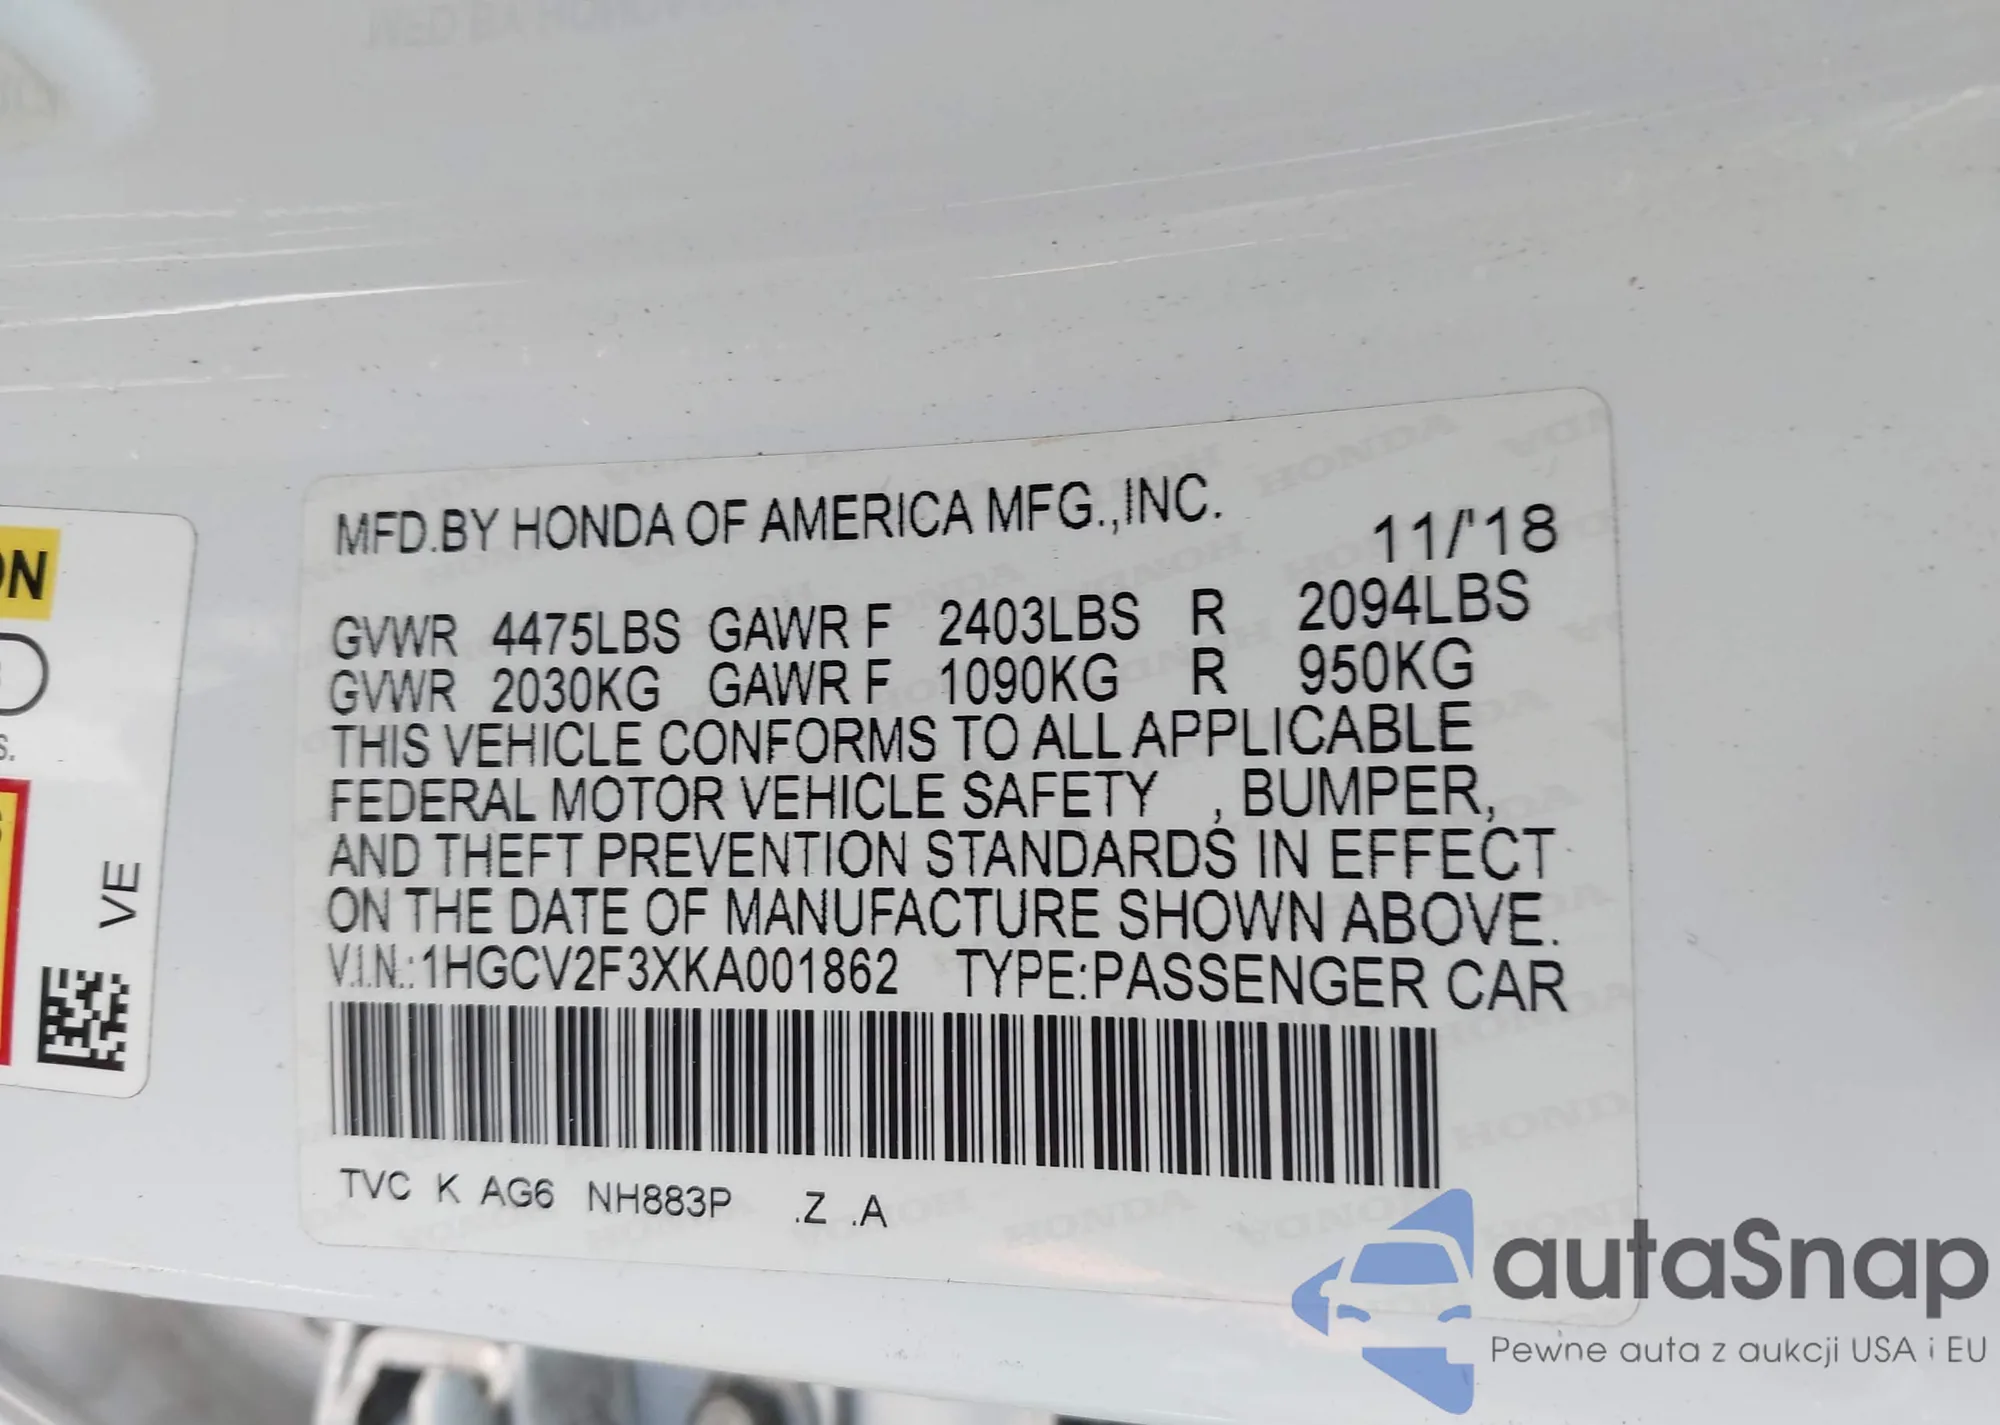 MFD.BY HONDA OF AMERICA MFG.,INC. 11/'18
GVWR 4475LBS GAWR F 2403LBS R 2094LBS
GVWR 2030KG GAWR F 1090KG R 950KG
THIS VEHICLE CONFORMS TO ALL APPLICABLE
FEDERAL MOTOR VEHICLE SAFETY , BUMPER,
AND THEFT PREVENTION STANDARDS IN EFFECT
ON THE DATE OF MANUFACTURE SHOWN ABOVE.
V.I.N.:1HGCV2F3XKA001862 TYPE:PASSENGER CAR
TVC K AG6 NH883P .Z .A
VE
autaSnap
Pewne auta z aukcji USA i EU